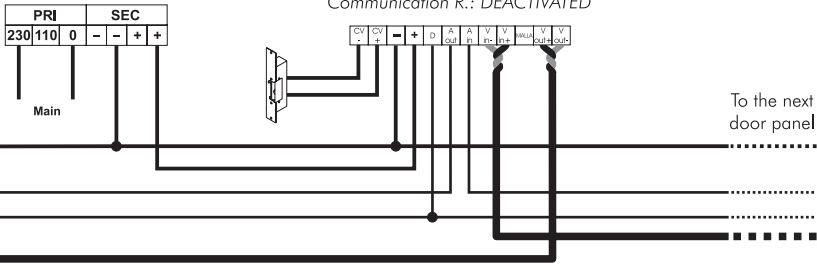 Communication R.: DEACTIVATED
PRI SEC
230 110 0 – – + +
Main
CV - CV + – + D A out A in V in- V in+ MALLA V out+ V out-
To the next
door panel